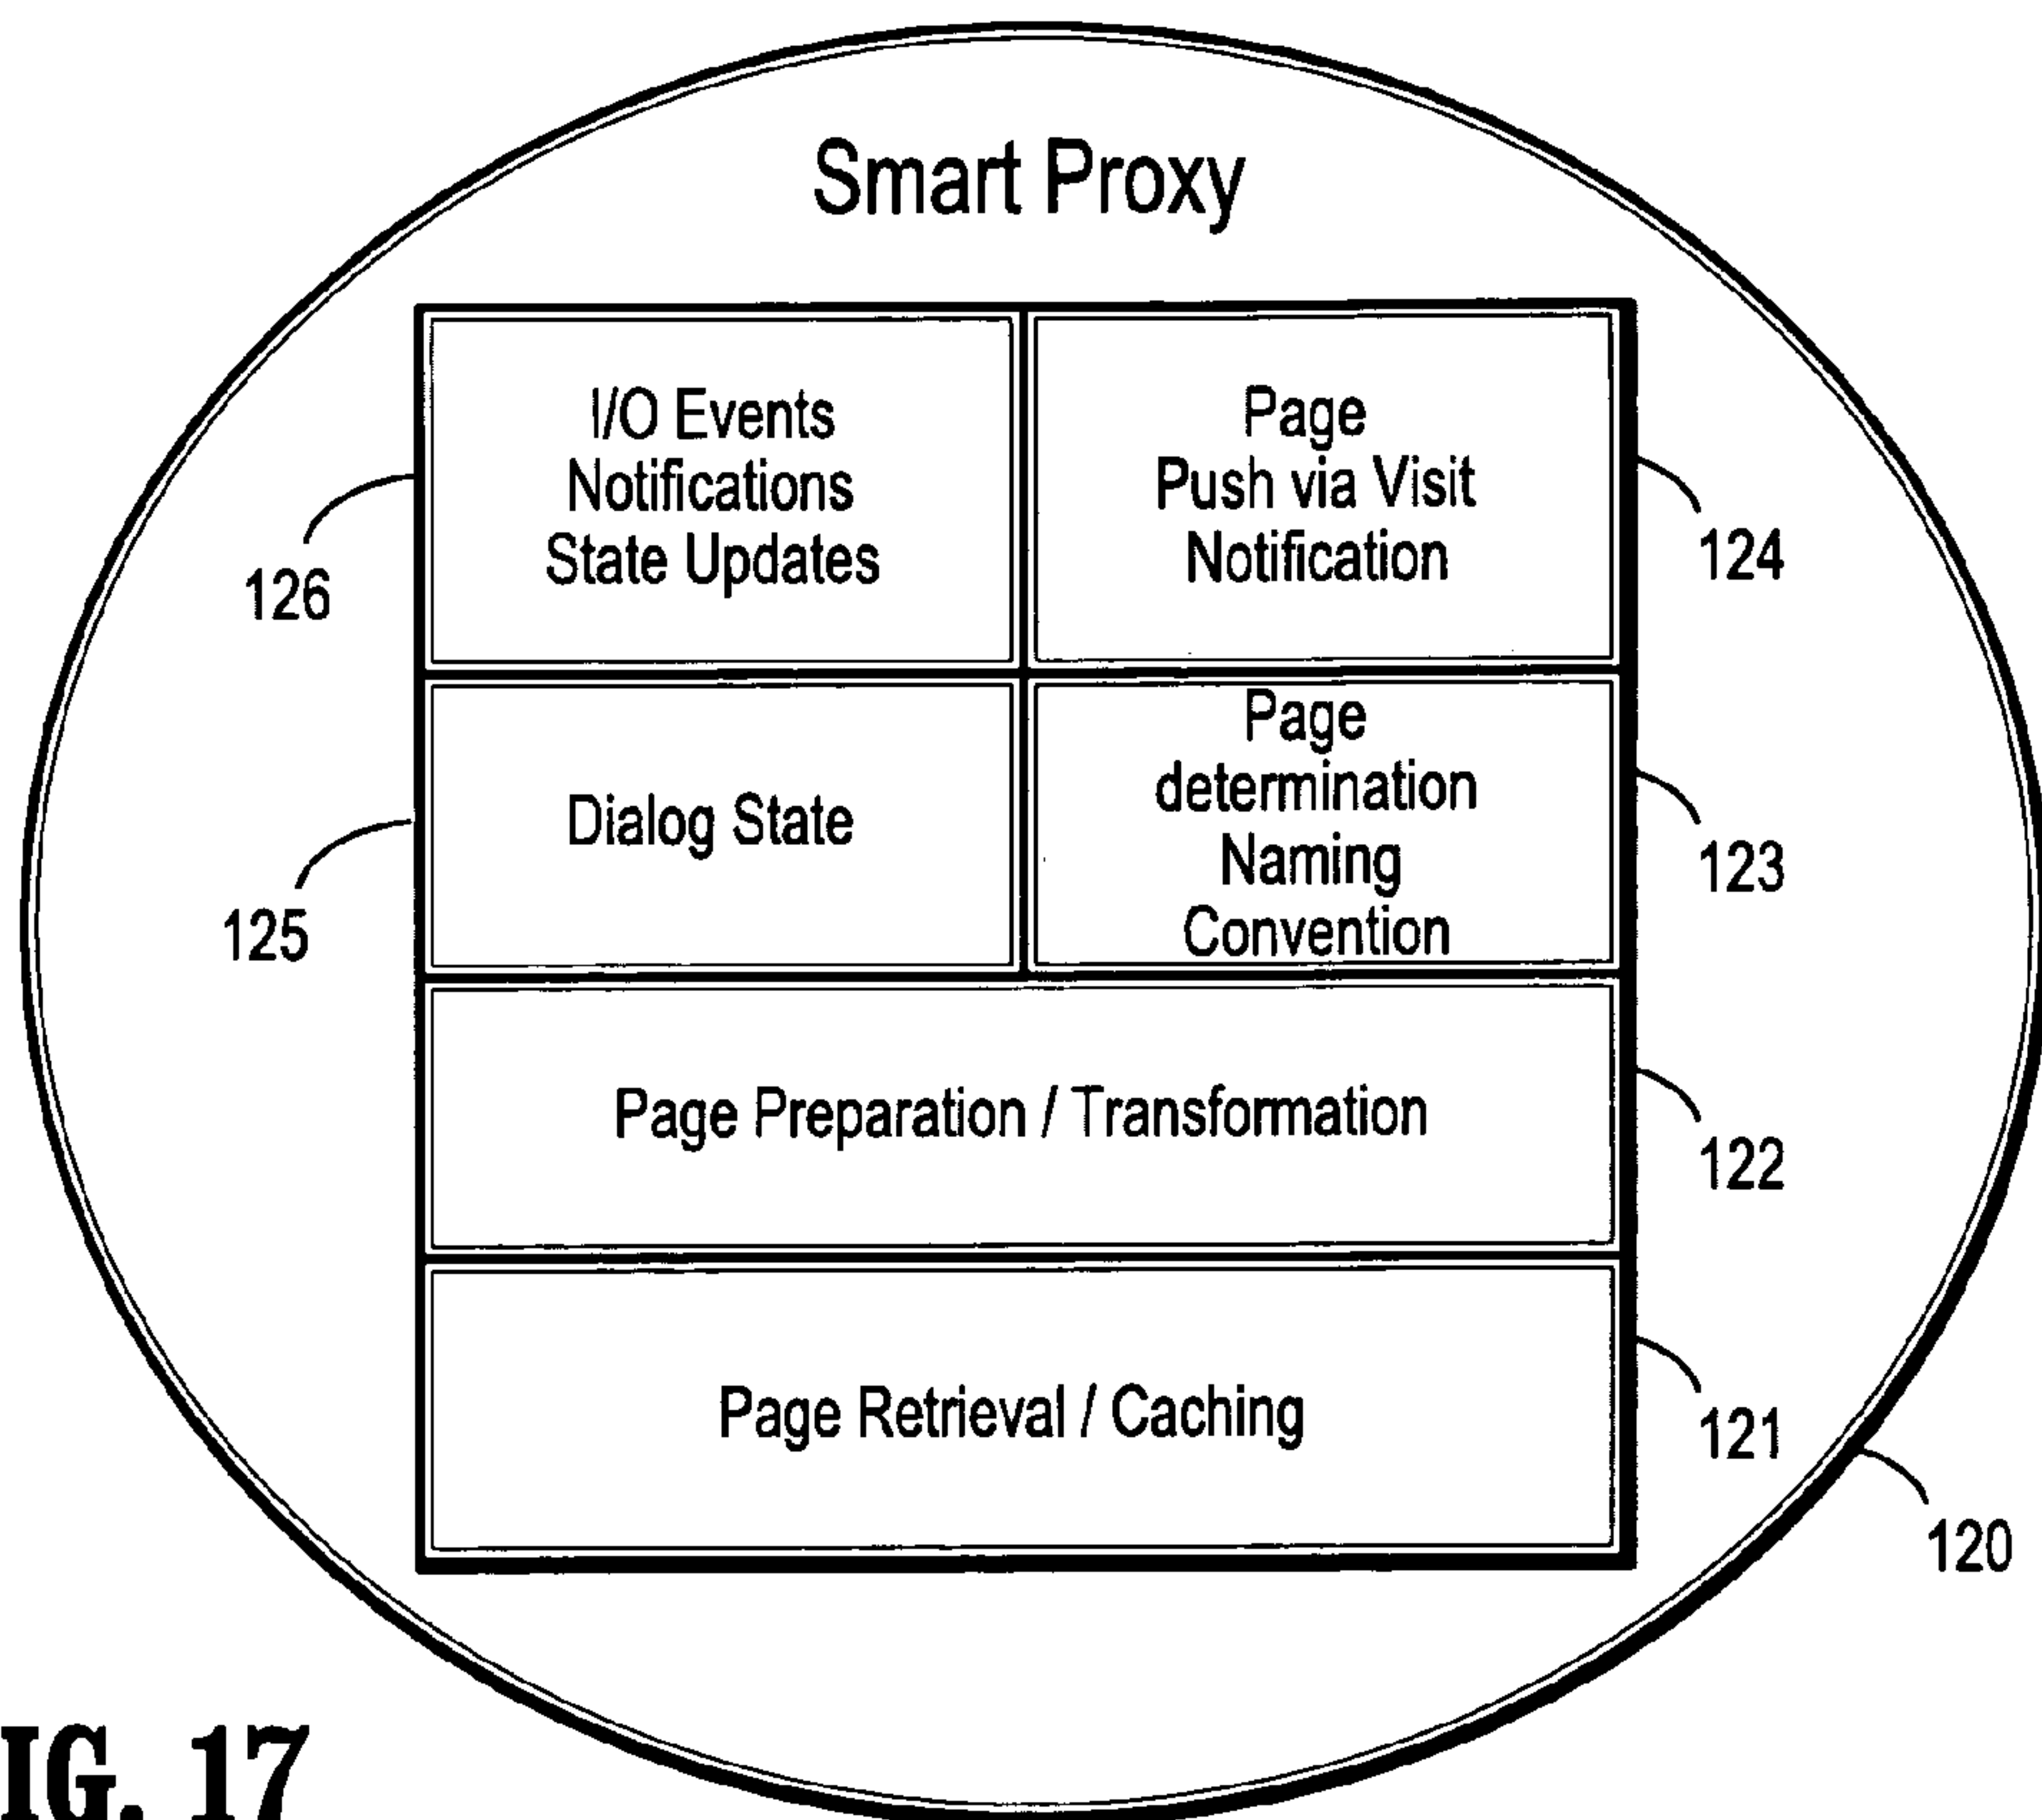 Smart Proxy
I/O Events
Notifications
State Updates
126
Page
Push via Visit
Notification
124
Dialog State
125
Page
determination
Naming
Convention
123
Page Preparation / Transformation
122
Page Retrieval / Caching
121
120
IG. 17